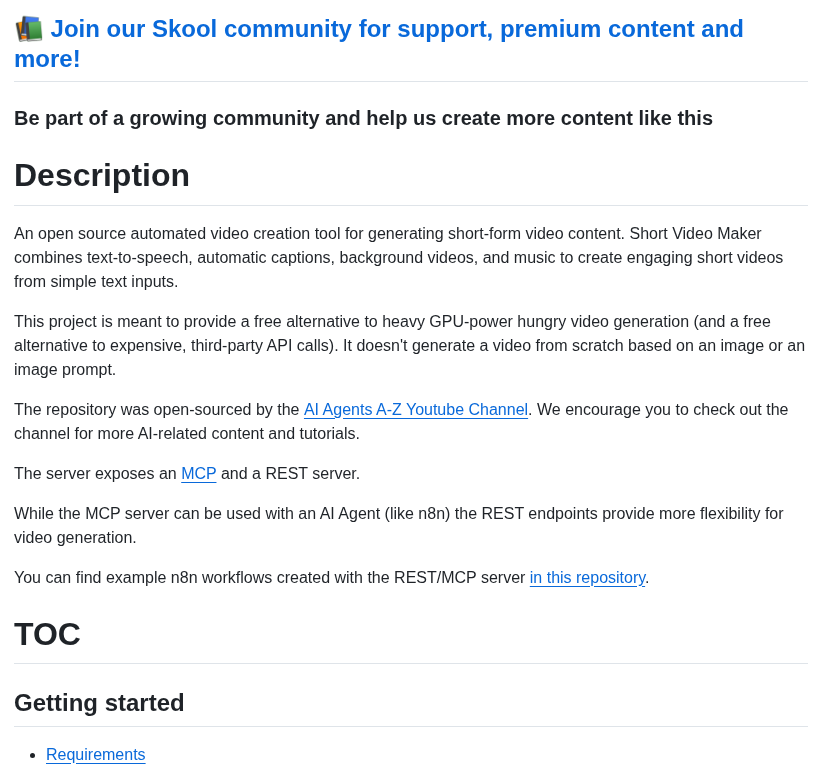 📚 Join our Skool community for support, premium content and
more!
Be part of a growing community and help us create more content like this
Description
An open source automated video creation tool for generating short-form video content. Short Video Maker
combines text-to-speech, automatic captions, background videos, and music to create engaging short videos
from simple text inputs.
This project is meant to provide a free alternative to heavy GPU-power hungry video generation (and a free
alternative to expensive, third-party API calls). It doesn't generate a video from scratch based on an image or an
image prompt.
The repository was open-sourced by the AI Agents A-Z Youtube Channel. We encourage you to check out the
channel for more AI-related content and tutorials.
The server exposes an MCP and a REST server.
While the MCP server can be used with an AI Agent (like n8n) the REST endpoints provide more flexibility for
video generation.
You can find example n8n workflows created with the REST/MCP server in this repository.
TOC
Getting started
• Requirements